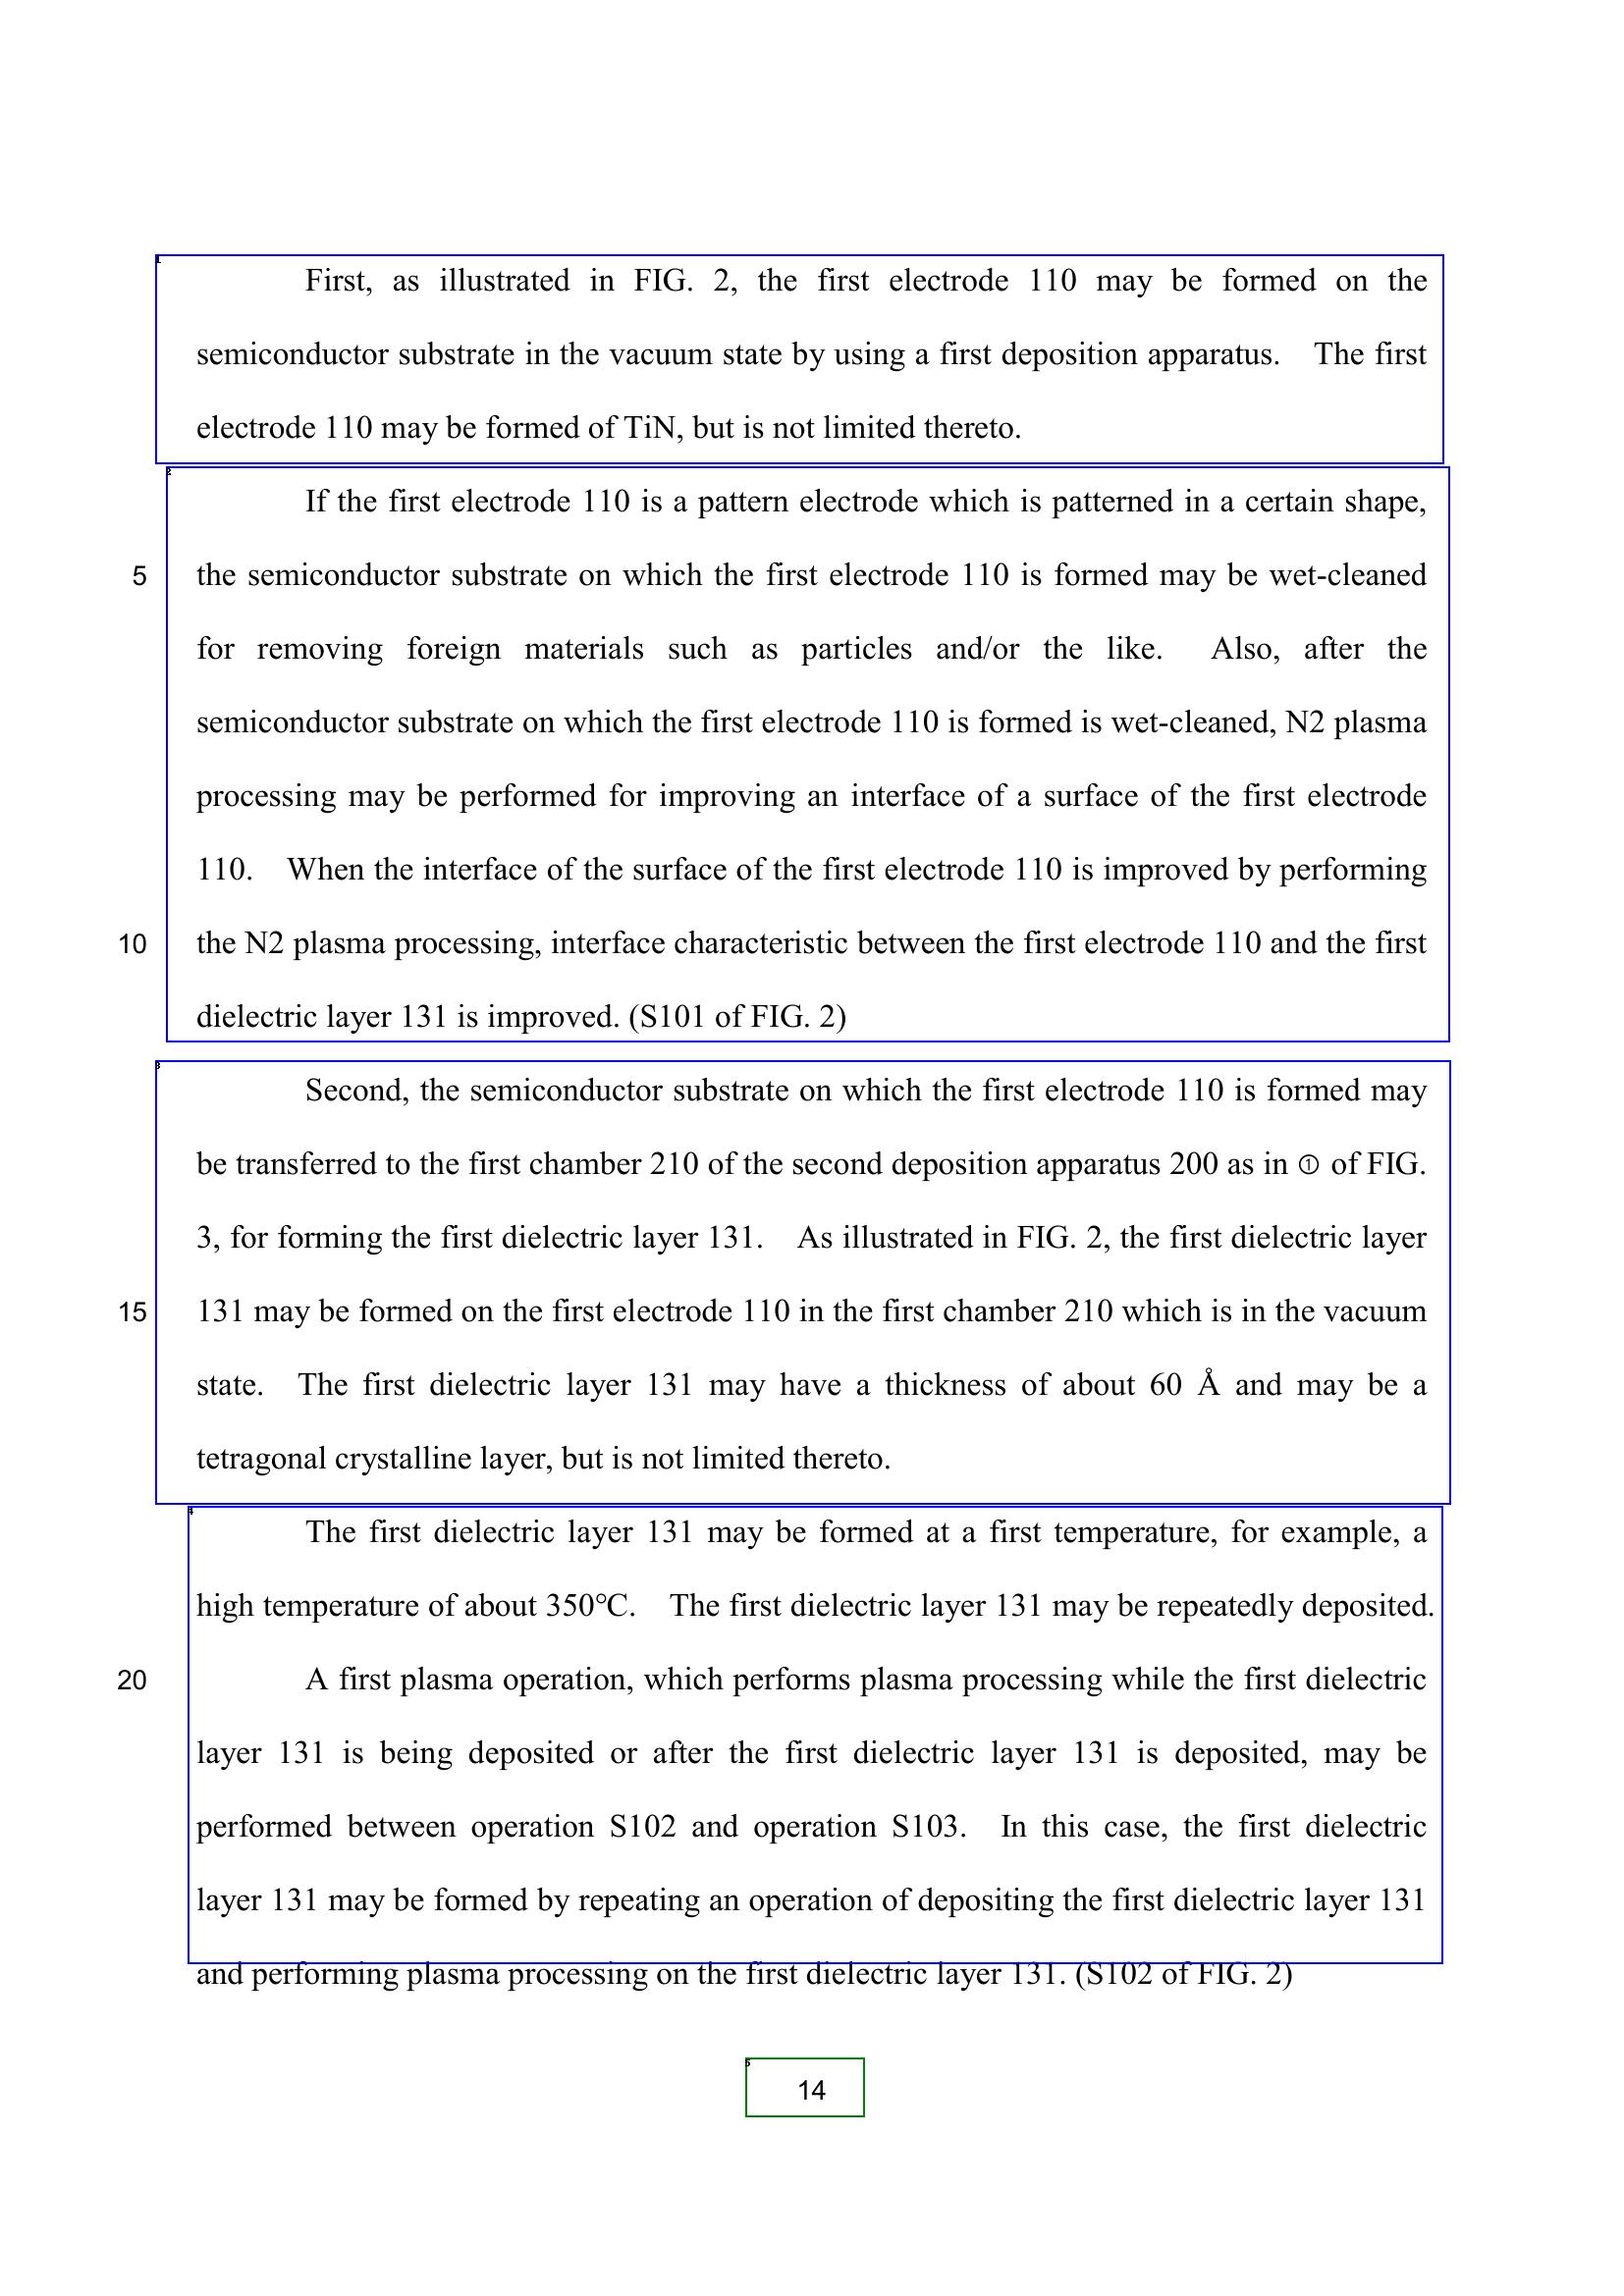 First, as illustrated in FIG. 2, the first electrode 110 may be formed on the
semiconductor substrate in the vacuum state by using a first deposition apparatus. The first
electrode 110 may be formed of TiN, but is not limited thereto.
If the first electrode 110 is a pattern electrode which is patterned in a certain shape,
5 the semiconductor substrate on which the first electrode 110 is formed may be wet-cleaned
for removing foreign materials such as particles and/or the like. Also, after the
semiconductor substrate on which the first electrode 110 is formed is wet-cleaned, N2 plasma
processing may be performed for improving an interface of a surface of the first electrode
110. When the interface of the surface of the first electrode 110 is improved by performing
10 the N2 plasma processing, interface characteristic between the first electrode 110 and the first
dielectric layer 131 is improved. (S101 of FIG. 2)
Second, the semiconductor substrate on which the first electrode 110 is formed may
be transferred to the first chamber 210 of the second deposition apparatus 200 as in ① of FIG.
3, for forming the first dielectric layer 131. As illustrated in FIG. 2, the first dielectric layer
15 131 may be formed on the first electrode 110 in the first chamber 210 which is in the vacuum
state. The first dielectric layer 131 may have a thickness of about 60 Å and may be a
tetragonal crystalline layer, but is not limited thereto.
The first dielectric layer 131 may be formed at a first temperature, for example, a
high temperature of about 350℃. The first dielectric layer 131 may be repeatedly deposited.
20 A first plasma operation, which performs plasma processing while the first dielectric
layer 131 is being deposited or after the first dielectric layer 131 is deposited, may be
performed between operation S102 and operation S103. In this case, the first dielectric
layer 131 may be formed by repeating an operation of depositing the first dielectric layer 131
and performing plasma processing on the first dielectric layer 131. (S102 of FIG. 2)
14